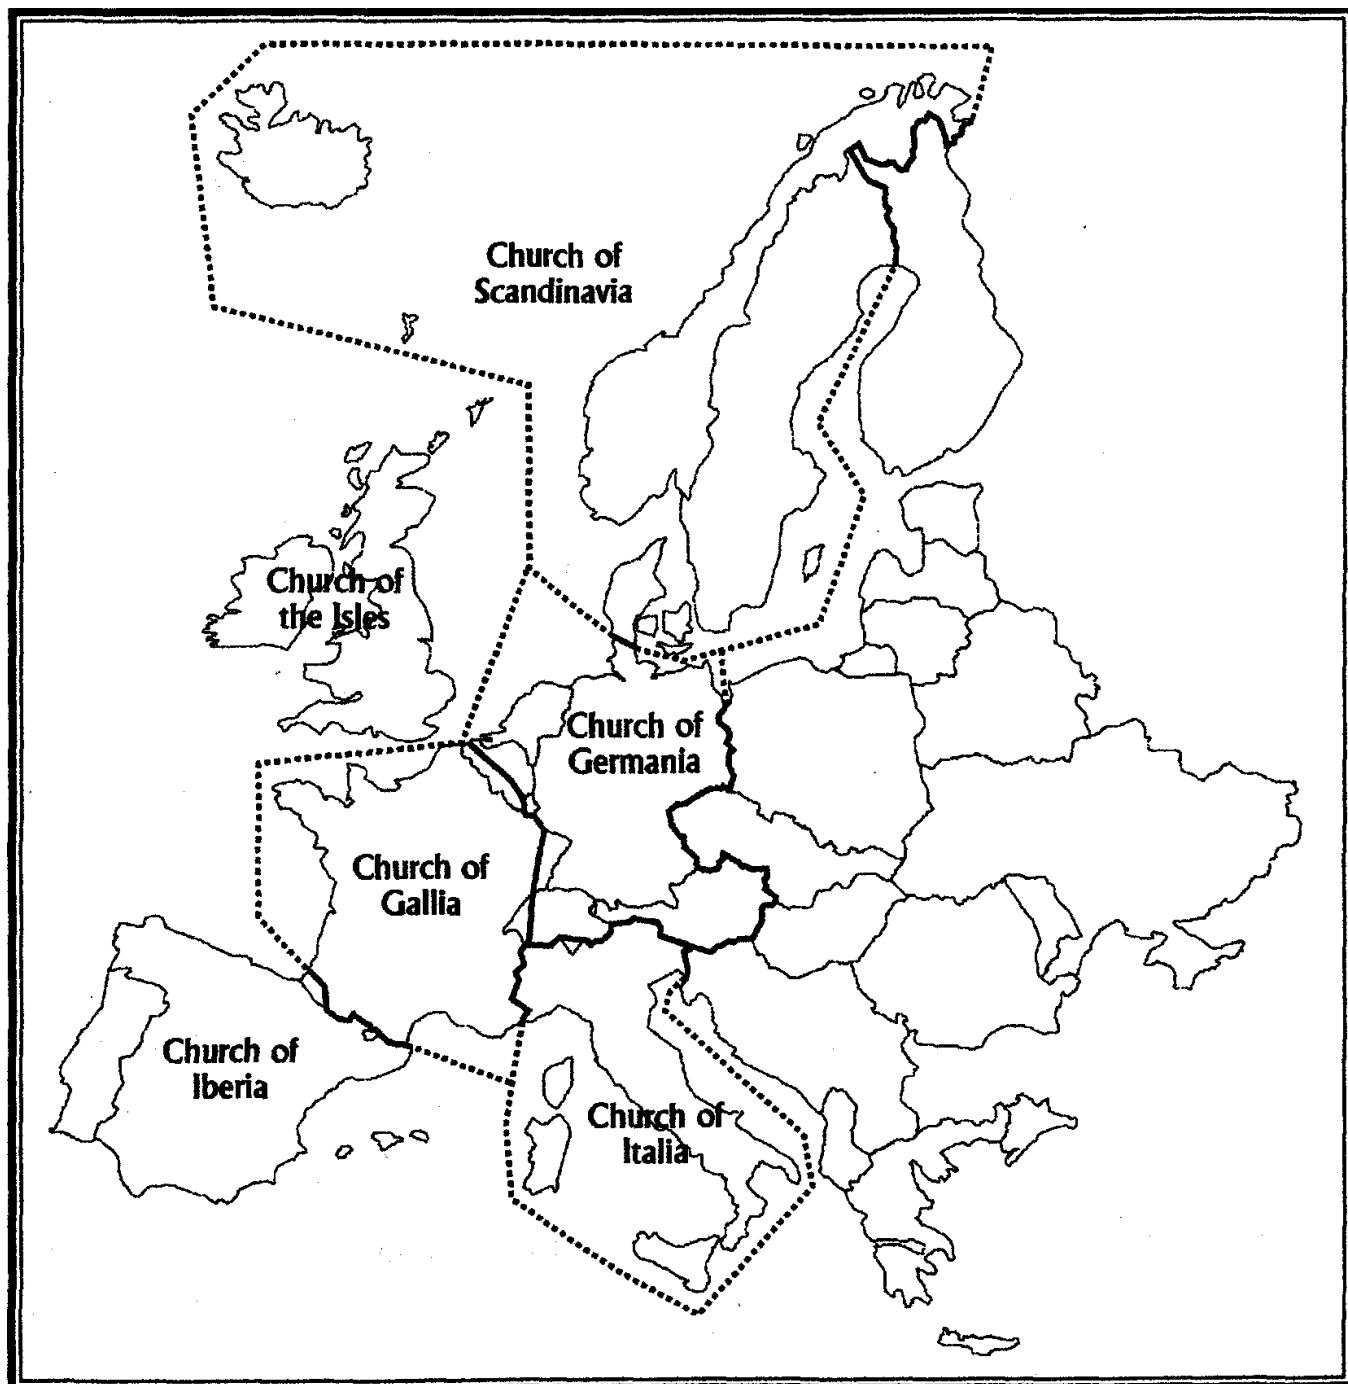 Church of
Scandinavia
Church of
the Isles
Church of
Germania
Church of
Gallia
Church of
Iberia
Church of
Italia